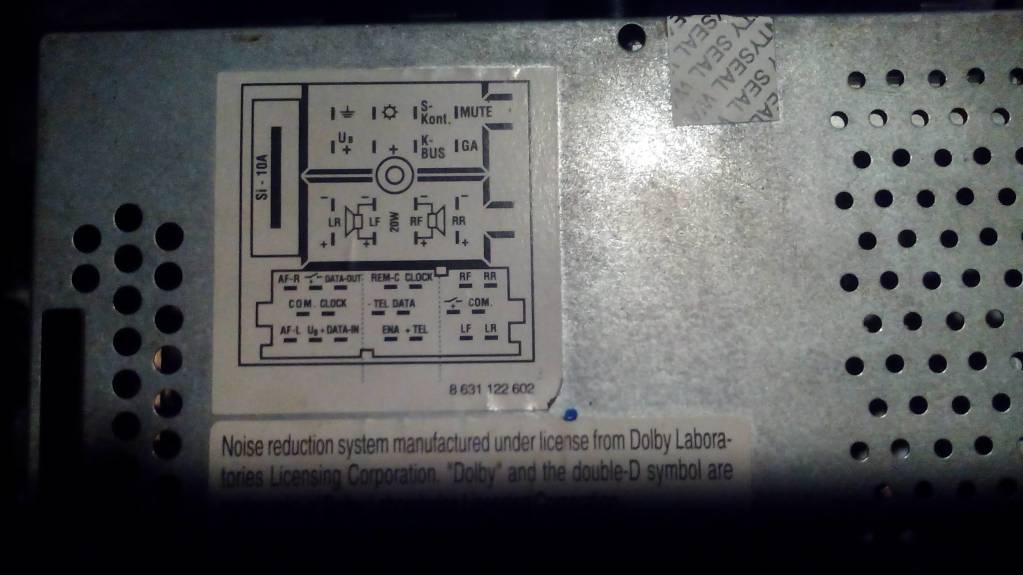 TYSEAL
SEAL
S-
Kont.
MUTE
UB
+
+
K-
BUS
GA
Si - 10A
LR LF 20W RF RR
AF-R DATA-OUT REM-C CLOCK RF RR
COM. CLOCK - TEL DATA COM.
AF-L UB + DATA-IN ENA + TEL LF LR
8 631 122 602
Noise reduction system manufactured under license from Dolby Labora-
tories Licensing Corporation. "Dolby" and the double-D symbol are